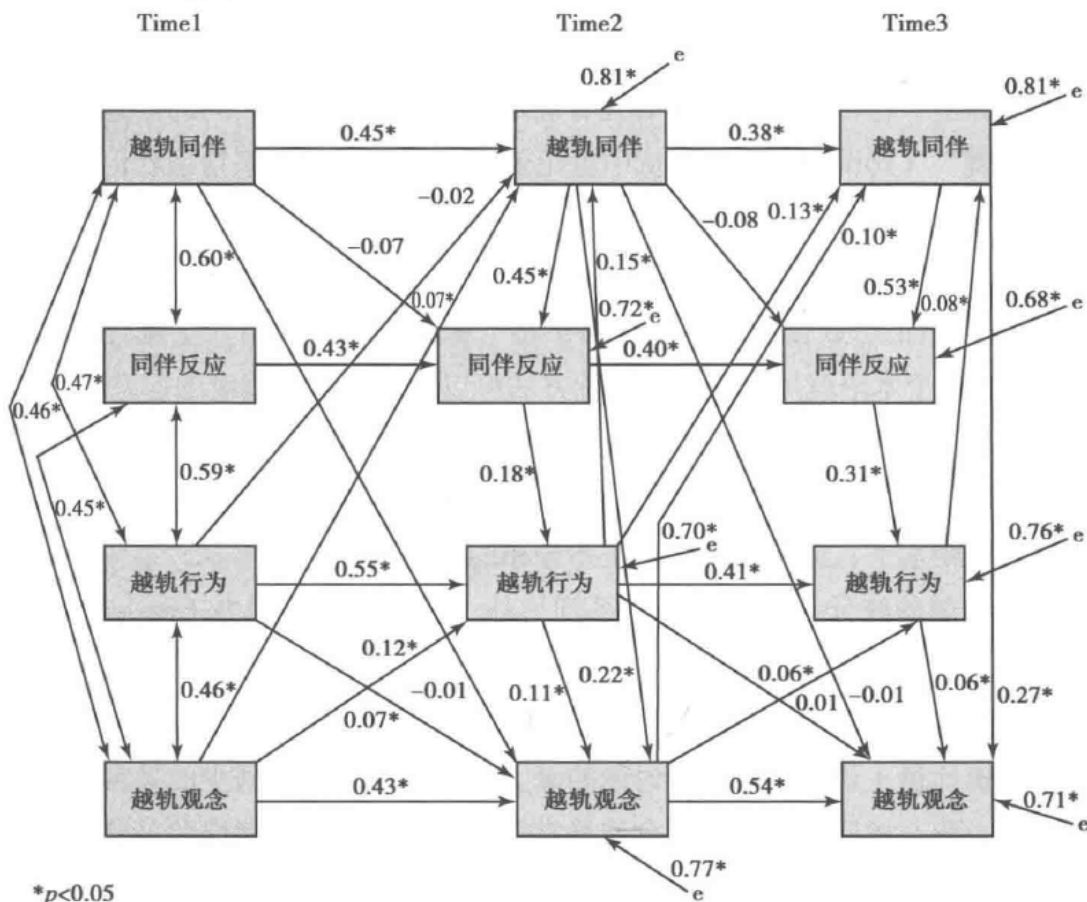 Time1 Time2 Time3
0.81* e
0.81* e
越轨同伴 0.45* 越轨同伴 0.38* 越轨同伴
-0.02 0.13*
-0.07 -0.08 0.10*
0.60* 0.45* 0.15* 0.53*
0.07* 0.72* e 0.08* 0.68* e
同伴反应 0.43* 同伴反应 0.40* 同伴反应
0.47*
0.46*
0.59* 0.18* 0.31*
0.45*
0.70* e 0.76* e
越轨行为 0.55* 越轨行为 0.41* 越轨行为
0.12* 0.06*
0.46* -0.01 0.11* 0.22* 0.01 -0.01 0.06* 0.27*
0.07*
越轨观念 0.43* 越轨观念 0.54* 越轨观念
0.71* e
0.77* e
*p<0.05